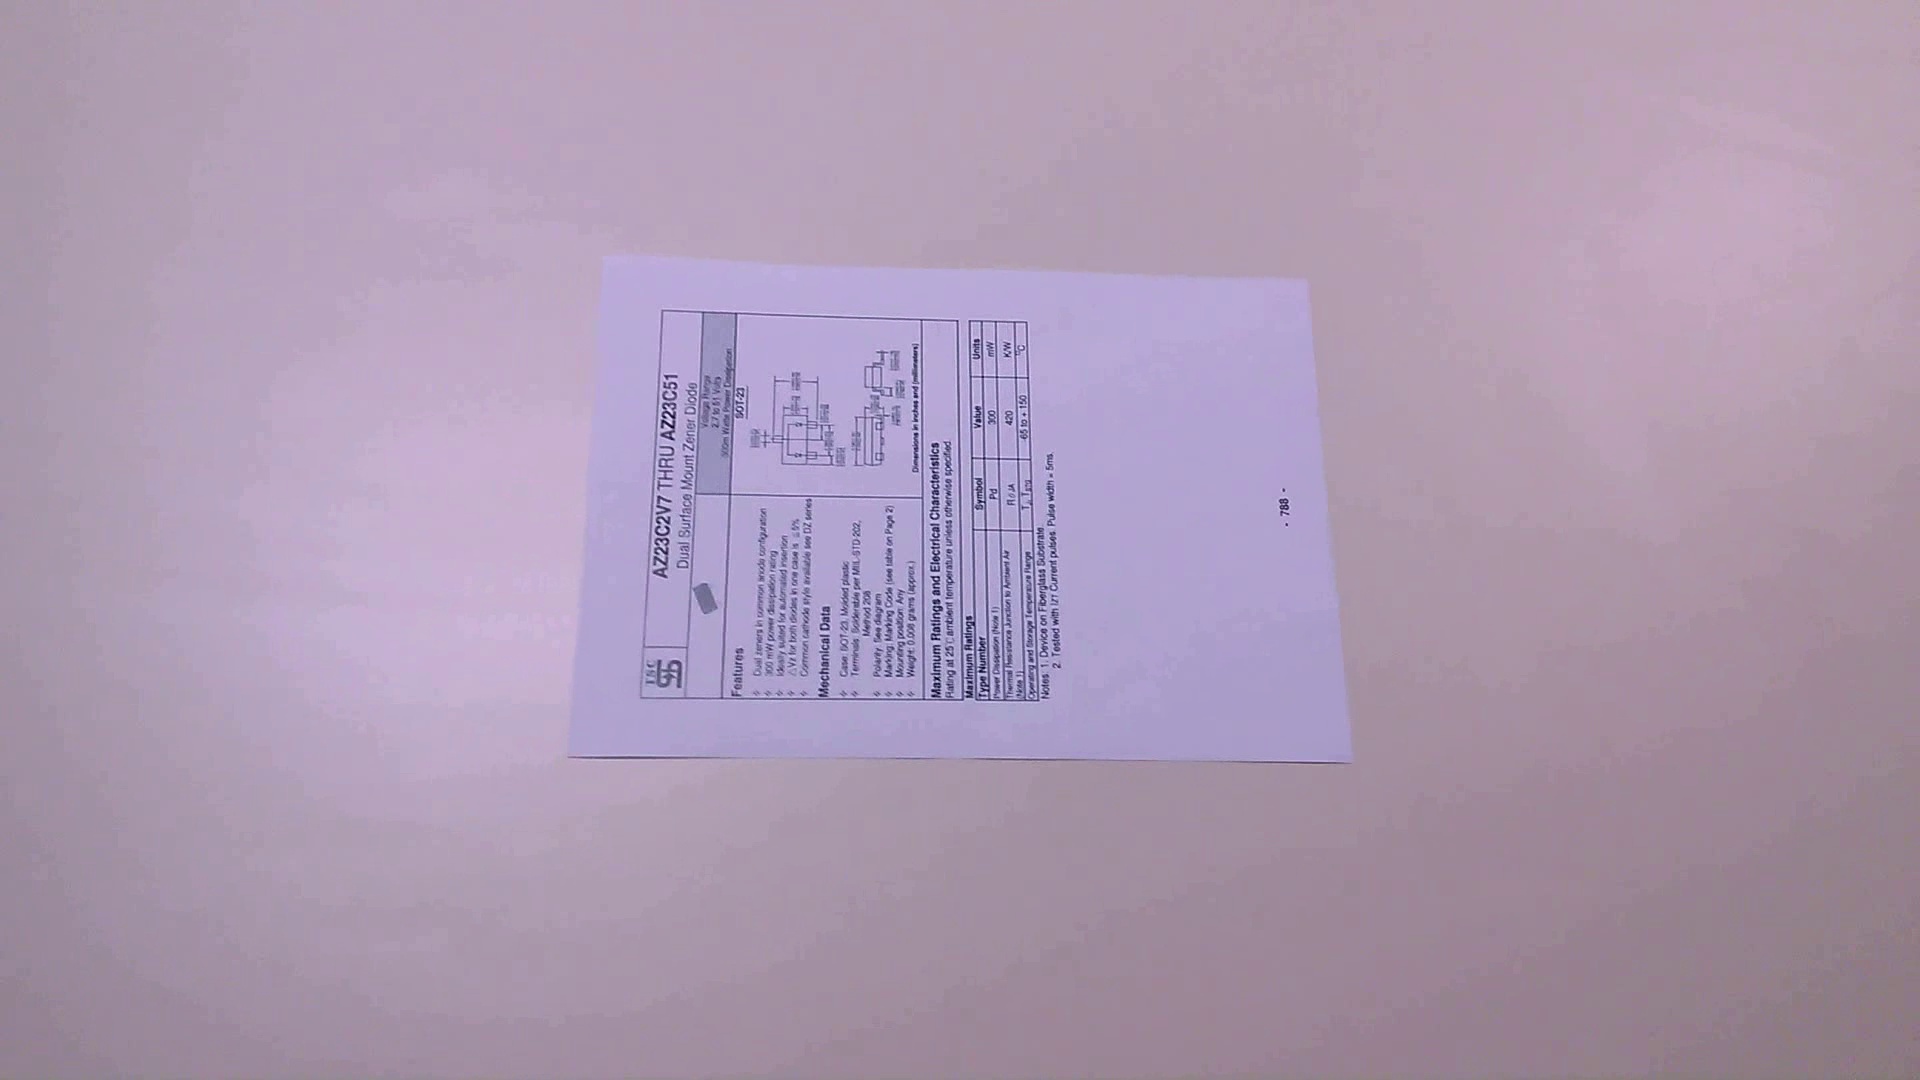 TSC
AZ23C2V7 THRU AZ23C51
Dual Surface Mount Zener Diode
Voltage Range
2.7 to 51 Volts
300m Watts Power Dissipation
SOT-23
Features
Dual zeners in common anode configuration
300 mW power dissipation rating
Ideally suited for automated insertion
△Vz for both diodes in one case is ≤5%
Common cathode style available see DZ series
Mechanical Data
Case: SOT-23, Molded plastic
Terminals: Solderable per MIL-STD-202,
Method 208
Polarity: See diagram
Marking: Marking Code (see table on Page 2)
Mounting position: Any
Weight: 0.008 grams (approx.)
Dimensions in inches and (millimeters)
Maximum Ratings and Electrical Characteristics
Rating at 25℃ ambient temperature unless otherwise specified.
Maximum Ratings
Type Number Symbol Value Units
Power Dissipation (Note 1) Pd 300 mW
Thermal Resistance Junction to Ambient Air (Note 1) RθJA 420 K/W
Operating and Storage Temperature Range TJ, TSTG -65 to + 150 °C
Notes: 1. Device on Fiberglass Substrate.
2. Tested with IZT Current pulses. Pulse width = 5ms.
- 788 -